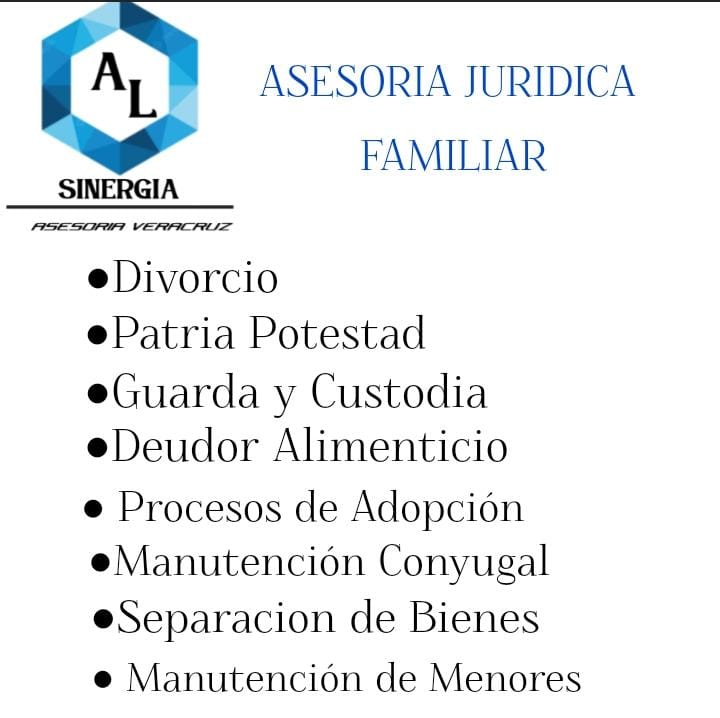 AL
SINERGIA
ASESORIA VERACRUZ
ASESORIA JURIDICA
FAMILIAR
●Divorcio
●Patria Potestad
●Guarda y Custodia
●Deudor Alimenticio
● Procesos de Adopción
●Manutención Conyugal
●Separacion de Bienes
● Manutención de Menores